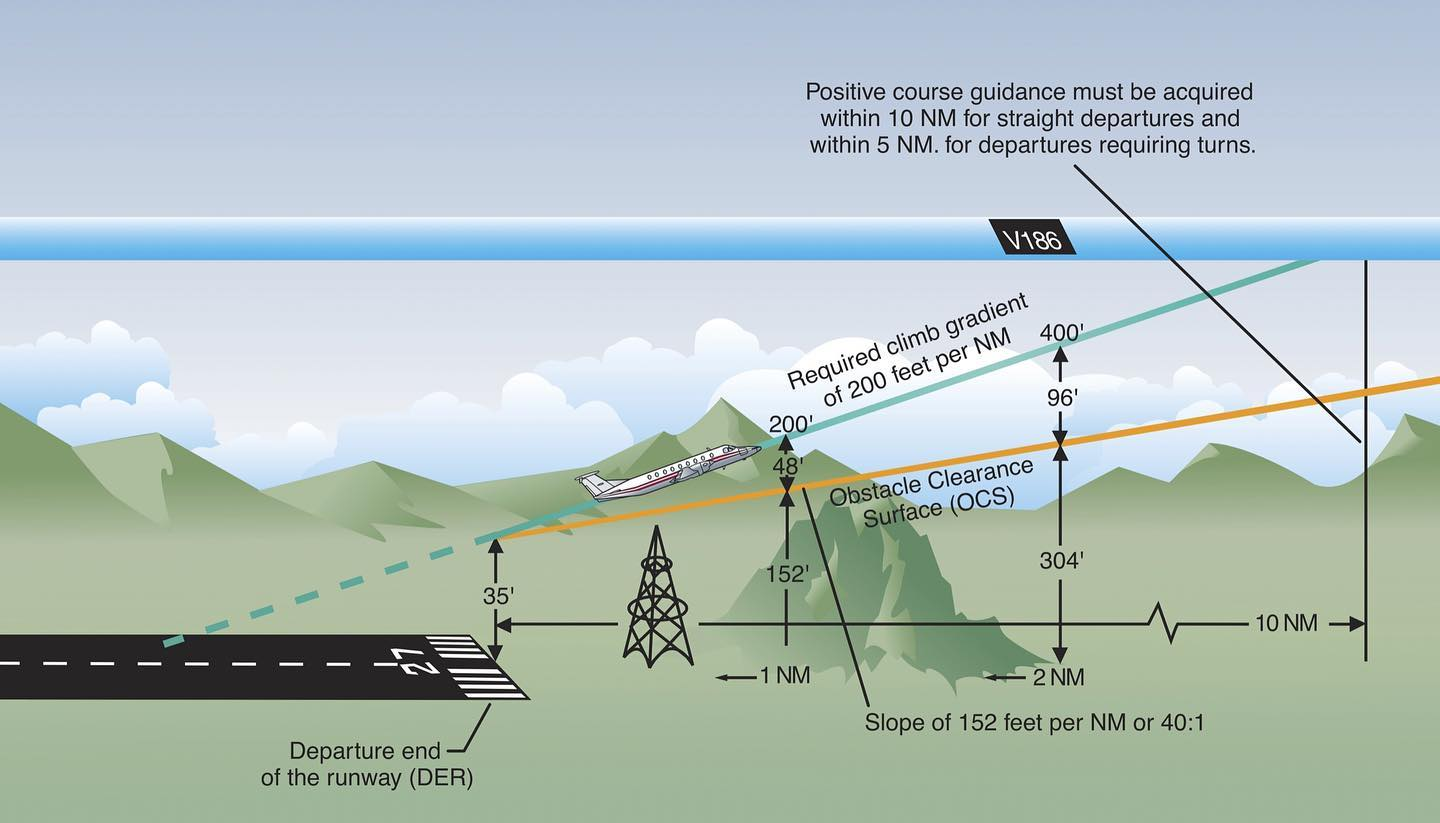 Positive course guidance must be acquired
within 10 NM for straight departures and
within 5 NM. for departures requiring turns.
V186
Required climb gradient
of 200 feet per NM
400'
96'
200'
48'
Obstacle Clearance
Surface (OCS)
304'
152'
35'
10 NM
27
1 NM
2 NM
Slope of 152 feet per NM or 40:1
Departure end
of the runway (DER)